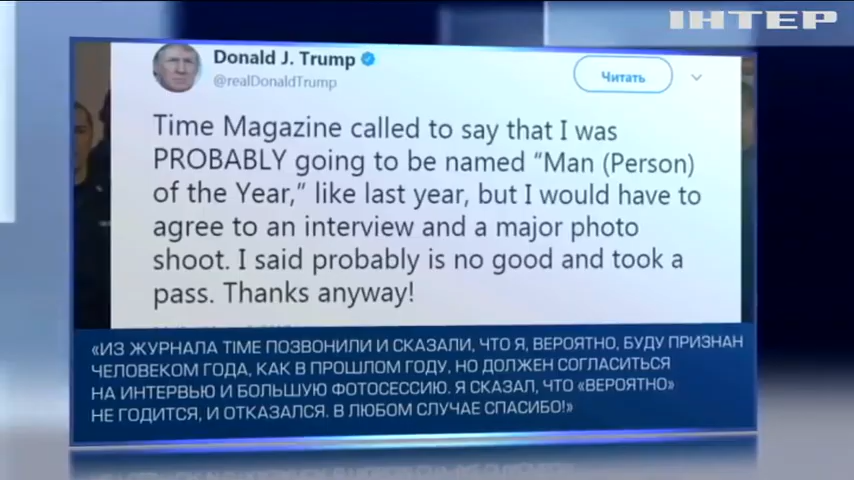 ІНТЕР
Donald J. Trump
@realDonaldTrump
Читать
Time Magazine called to say that I was
PROBABLY going to be named “Man (Person)
of the Year,” like last year, but I would have to
agree to an interview and a major photo
shoot. I said probably is no good and took a
pass. Thanks anyway!
«ИЗ ЖУРНАЛА TIME ПОЗВОНИЛИ И СКАЗАЛИ, ЧТО Я, ВЕРОЯТНО, БУДУ ПРИЗНАН
ЧЕЛОВЕКОМ ГОДА, КАК В ПРОШЛОМ ГОДУ, НО ДОЛЖЕН СОГЛАСИТЬСЯ
НА ИНТЕРВЬЮ И БОЛЬШУЮ ФОТОСЕССИЮ. Я СКАЗАЛ, ЧТО «ВЕРОЯТНО»
НЕ ГОДИТСЯ, И ОТКАЗАЛСЯ. В ЛЮБОМ СЛУЧАЕ СПАСИБО!»